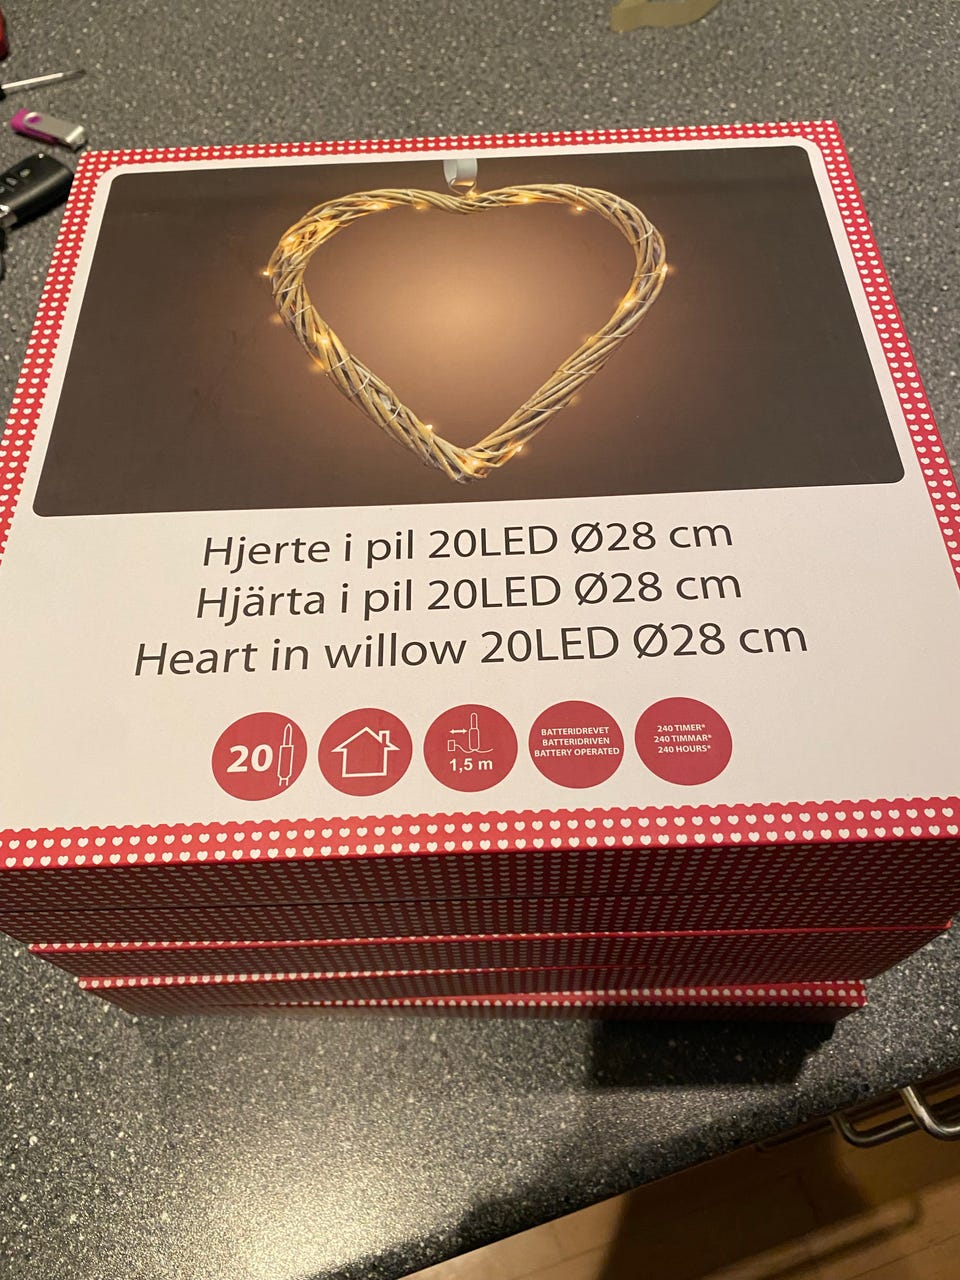 Hjerte i pil 20LED Ø28 cm
Hjärta i pil 20LED Ø28 cm
Heart in willow 20LED Ø28 cm
20
1,5 m
BATTERIDREVET
BATTERIDRIVEN
BATTERY OPERATED
240 TIMER*
240 TIMMAR*
240 HOURS*